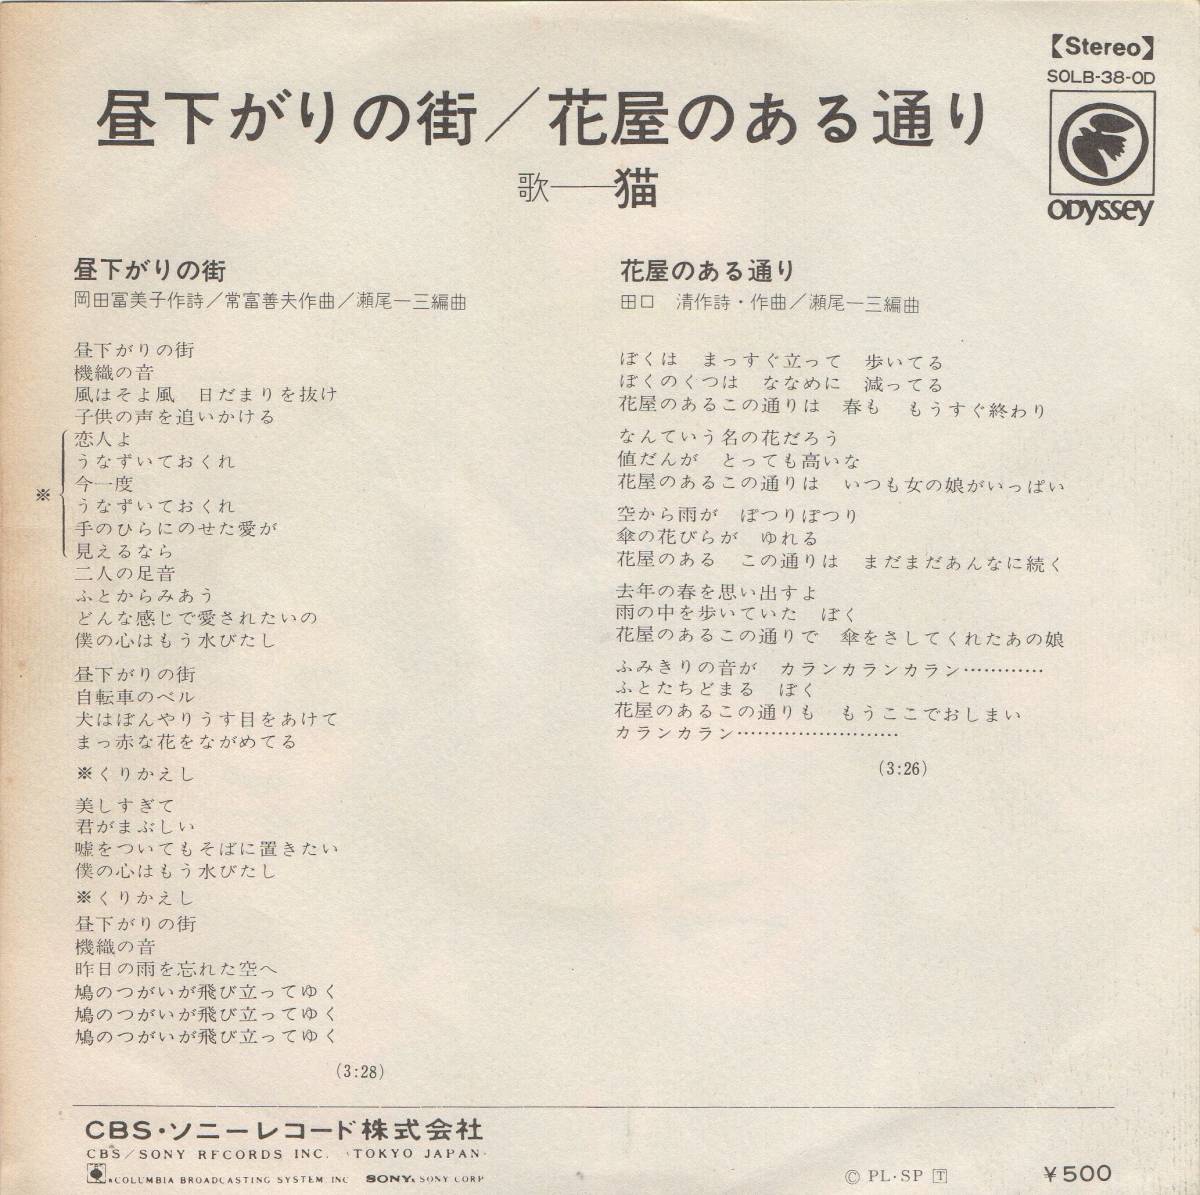 【Stereo】
SOLB-38-OD
ODYSSEY
昼下がりの街／花屋のある通り
歌──猫
昼下がりの街
岡田冨美子作詩／常富善夫作曲／瀬尾一三編曲
昼下がりの街
機織の音
風はそよ風　日だまりを抜け
子供の声を追いかける
恋人よ
うなずいておくれ
※ 今一度
うなずいておくれ
手のひらにのせた愛が
見えるなら
二人の足音
ふとからみあう
どんな感じで愛されたいの
僕の心はもう水びたし
昼下がりの街
自転車のベル
犬はぼんやりうす目をあけて
まっ赤な花をながめてる
※くりかえし
美しすぎて
君がまぶしい
嘘をついてもそばに置きたい
僕の心はもう水びたし
※くりかえし
昼下がりの街
機織の音
昨日の雨を忘れた空へ
鳩のつがいが飛び立ってゆく
鳩のつがいが飛び立ってゆく
鳩のつがいが飛び立ってゆく
(3:28)
花屋のある通り
田口　清作詩・作曲／瀬尾一三編曲
ぼくは　まっすぐ立って　歩いてる
ぼくのくつは　ななめに　減ってる
花屋のあるこの通りは　春も　もうすぐ終わり
なんていう名の花だろう
値だんが　とっても高いな
花屋のあるこの通りは　いつも女の娘がいっぱい
空から雨が　ぽつりぽつり
傘の花びらが　ゆれる
花屋のある　この通りは　まだまだあんなに続く
去年の春を思い出すよ
雨の中を歩いていた　ぼく
花屋のあるこの通りで　傘をさしてくれたあの娘
ふみきりの音が　カランカランカラン…………
ふとたちどまる　ぼく
花屋のあるこの通りも　もうここでおしまい
カランカラン……………………
(3:26)
CBS・ソニーレコード株式会社
CBS/SONY RECORDS INC. (TOKYO JAPAN)
COLUMBIA BROADCASTING SYSTEM INC SONY & SONY CORP
Ⓒ PL・SP T
¥500